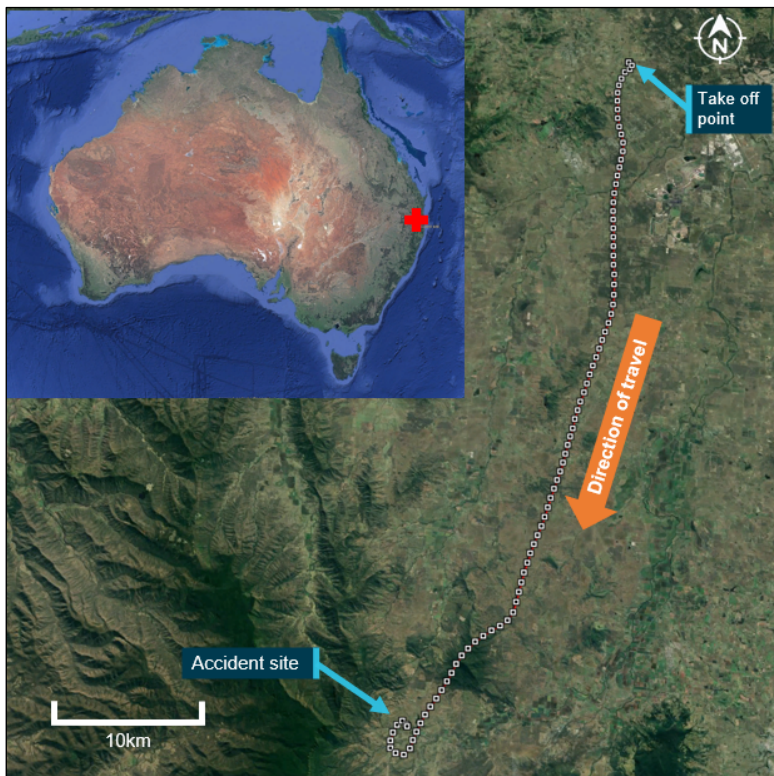 N
Take off
point
Direction of travel
Accident site
10km